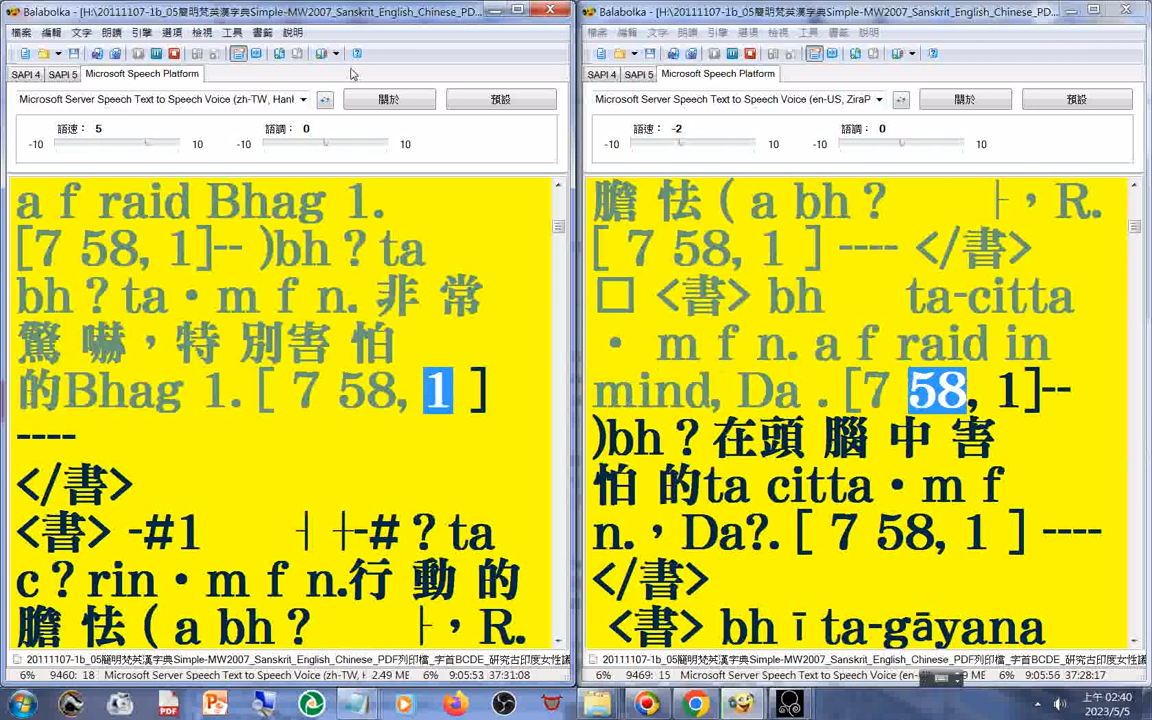 Balabolka - [H:\20111107-1b_05簡明梵英漢字典Simple-MW2007_Sanskrit_English_Chinese_PD...
檔案 編輯 文字 朗讀 引擎 選項 檢視 工具 書籤 說明
SAPI 4 SAPI 5 Microsoft Speech Platform
Microsoft Server Speech Text to Speech Voice (zh-TW, Hanl
關於 預設
語速： 5 語調： 0
-10 10 -10 10
a f raid Bhag 1.
[7 58, 1]-- )bh？ta
bh？ta・m f n. 非 常
驚 嚇，特 別害 怕
的Bhag 1. [ 7 58, 1 ]
----
</書>
<書> -#1 ┤┼-#？ta
c？rin・m f n.行 動 的
膽 怯 ( a bh？ ├，R.
20111107-1b_05簡明梵英漢字典Simple-MW2007_Sanskrit_English_Chinese_PDF列印檔_字首BCDE_研究古印度女性議
6% 9460: 18 Microsoft Server Speech Text to Speech Voice (zh-TW, H 2.49 MB 6% 9:05:53 37:31:08
Balabolka - [H:\20111107-1b_05簡明梵英漢字典Simple-MW2007_Sanskrit_English_Chinese_PD...
檔案 編輯 文字 朗讀 引擎 選項 檢視 工具 書籤 說明
SAPI 4 SAPI 5 Microsoft Speech Platform
Microsoft Server Speech Text to Speech Voice (en-US, ZiraP
關於 預設
語速： -2 語調： 0
-10 10 -10 10
膽 怯 ( a bh？ ├，R.
[ 7 58, 1 ] ---- </書>
□ <書> bh ta-citta
・ m f n. a f raid in
mind, Da . [7 58, 1]--
)bh？在頭 腦 中 害
怕 的ta citta・m f
n.，Da?. [ 7 58, 1 ] ----
</書>
<書> bh ī ta-gāyana
20111107-1b_05簡明梵英漢字典Simple-MW2007_Sanskrit_English_Chinese_PDF列印檔_字首BCDE_研究古印度女性議
6% 9469: 15 Microsoft Server Speech Text to Speech Voice (en-US, ME 6% 9:05:56 37:28:17
上午 02:40
2023/5/5